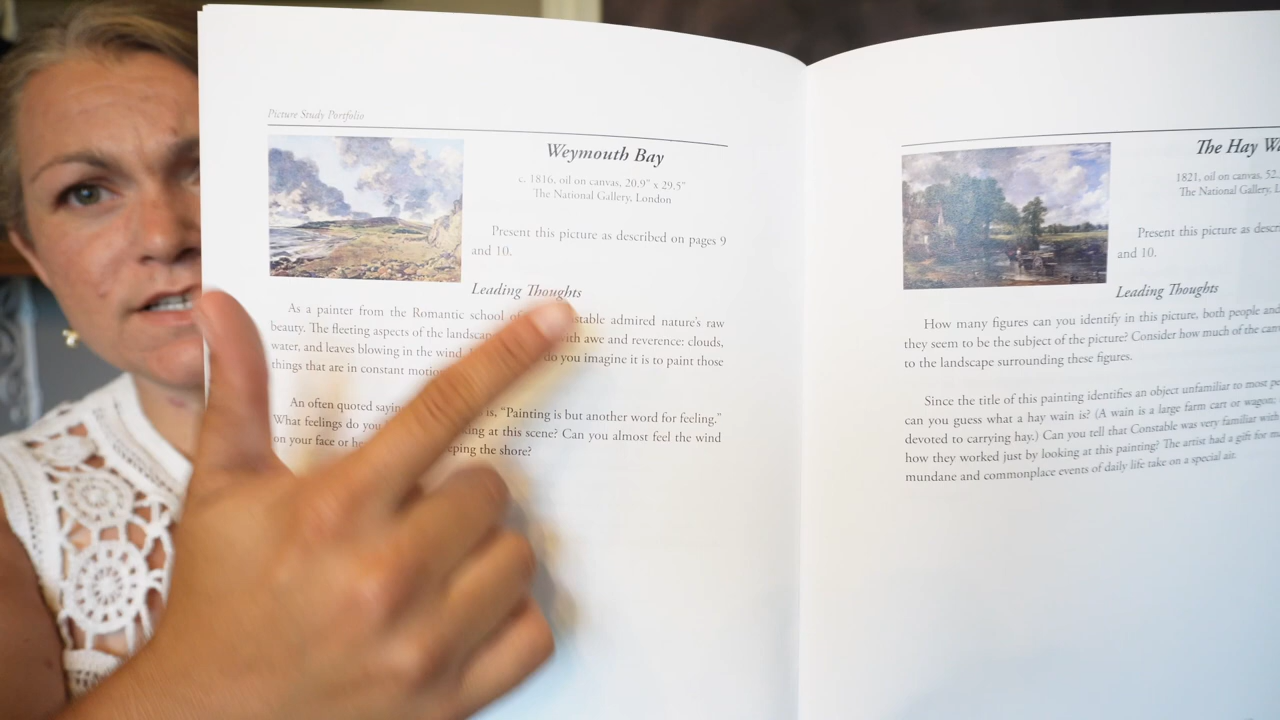 Picture Study Portfolio
Weymouth Bay
c. 1816, oil on canvas, 20.9" x 29.5"
The National Gallery, London
Present this picture as described on pages 9
and 10.
Leading Thoughts
As a painter from the Romantic school of stable admired nature's raw
beauty. The fleeting aspects of the landscap with awe and reverence: clouds,
water, and leaves blowing in the wind. do you imagine it is to paint those
things that are in constant motio
An often quoted sayin is, "Painting is but another word for feeling."
What feelings do you king at this scene? Can you almost feel the wind
on your face or he eping the shore?
The Hay W
1821, oil on canvas, 52.
The National Gallery, L
Present this picture as descr
and 10.
Leading Thoughts
How many figures can you identify in this picture, both people and
they seem to be the subject of the picture? Consider how much of the can
to the landscape surrounding these figures.
Since the title of this painting identifies an object unfamiliar to most pe
can you guess what a hay wain is? (A wain is a large farm cart or wagon;
devoted to carrying hay.) Can you tell that Constable was very familiar with
how they worked just by looking at this painting? The artist had a gift for m
mundane and commonplace events of daily life take on a special air.